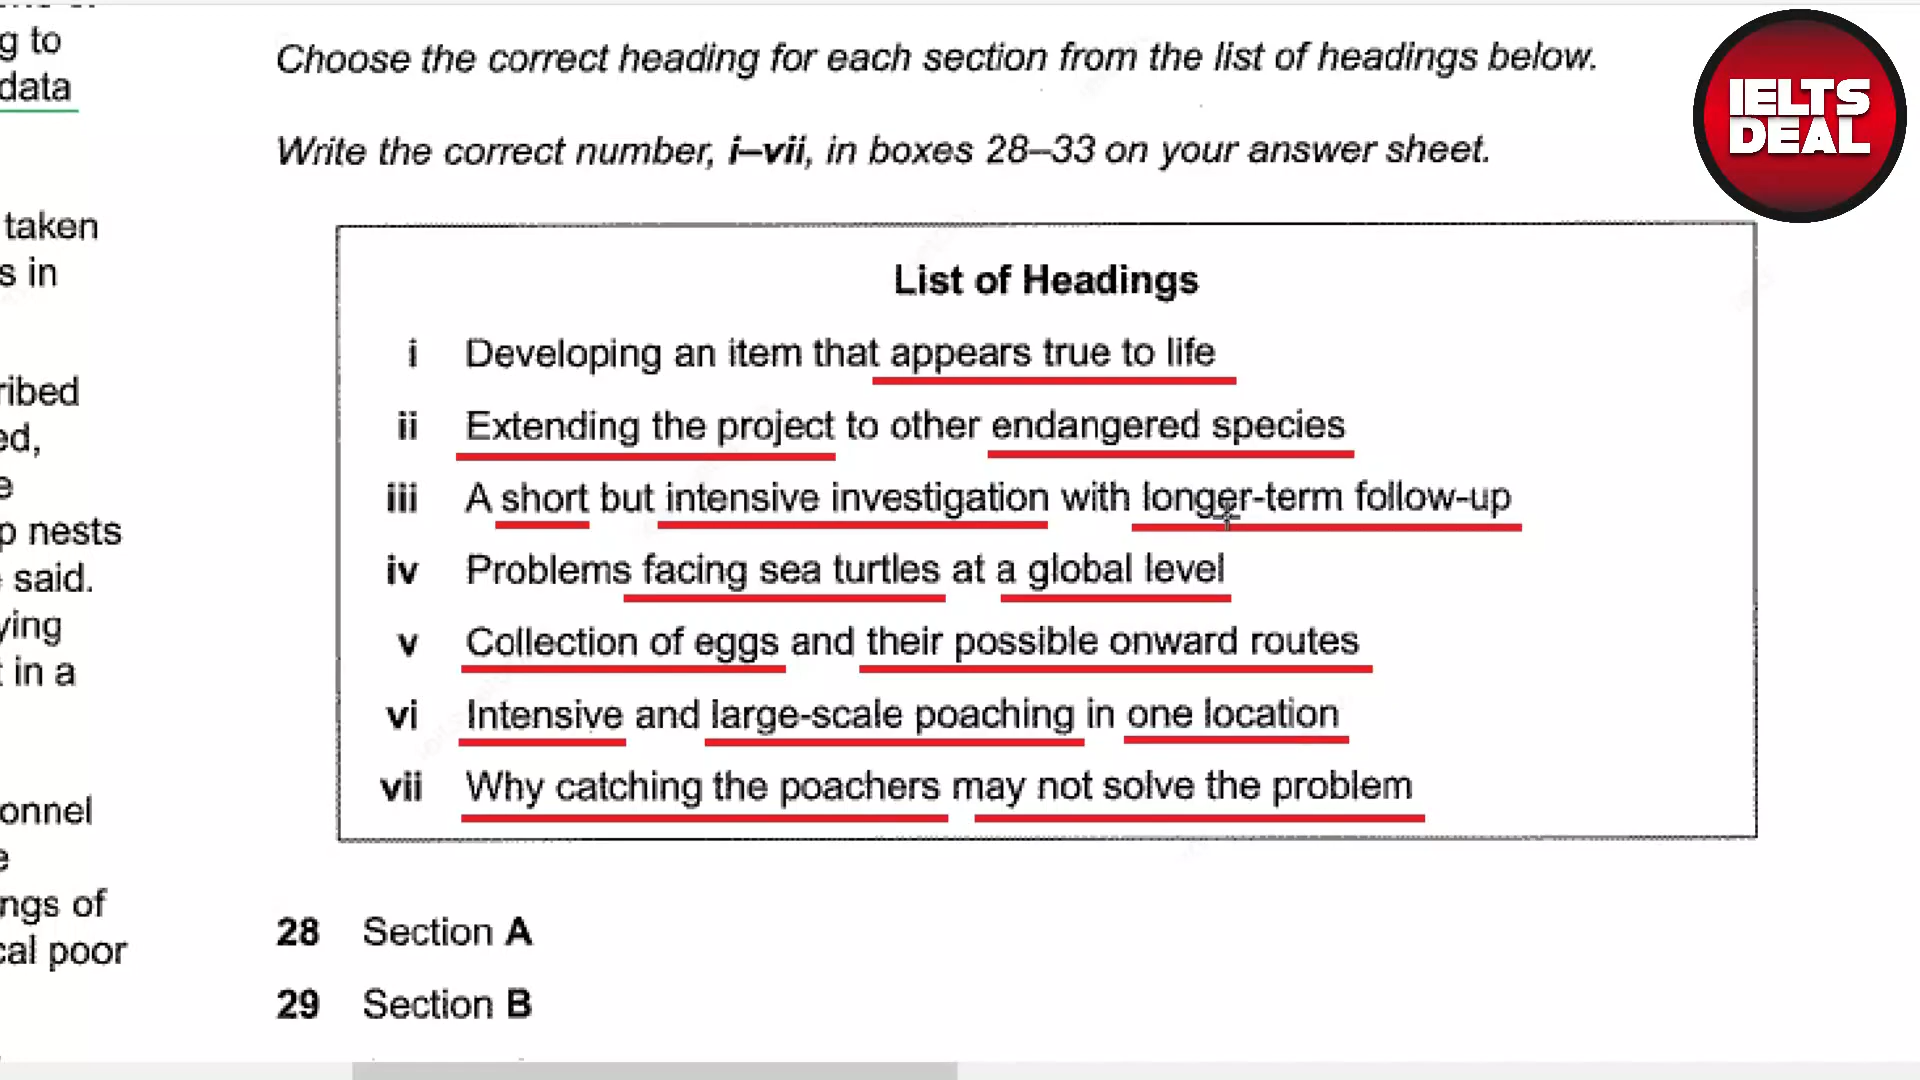 g to
data
taken
s in
ribed
ed,
e
p nests
said.
ying
t in a
onnel
e
ngs of
cal poor
Choose the correct heading for each section from the list of headings below.
Write the correct number, i–vii, in boxes 28–33 on your answer sheet.
List of Headings
i Developing an item that appears true to life
ii Extending the project to other endangered species
iii A short but intensive investigation with longer-term follow-up
iv Problems facing sea turtles at a global level
v Collection of eggs and their possible onward routes
vi Intensive and large-scale poaching in one location
vii Why catching the poachers may not solve the problem
28 Section A
29 Section B
IELTS
DEAL